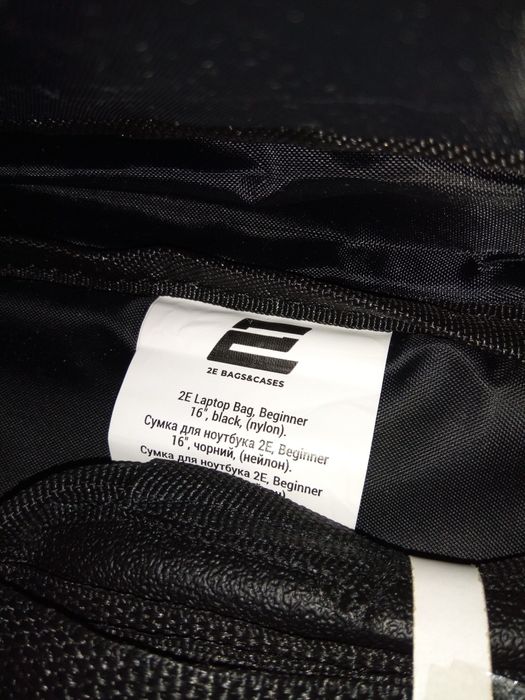 2E
2E BAGS&CASES
2E Laptop Bag, Beginner
16", black, (nylon).
Сумка для ноутбука 2E, Beginner
16", чорний, (нейлон).
Сумка для ноутбука 2E, Beginner